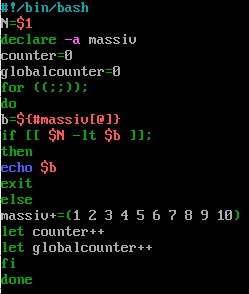 #!/bin/bash
N=$1
declare -a massiv
counter=0
globalcounter=0
for ((;;));
do
b=${#massiv[@]}
if [[ $N -lt $b ]];
then
echo $b
exit
else
massiv+=(1 2 3 4 5 6 7 8 9 10)
let counter++
let globalcounter++
fi
done